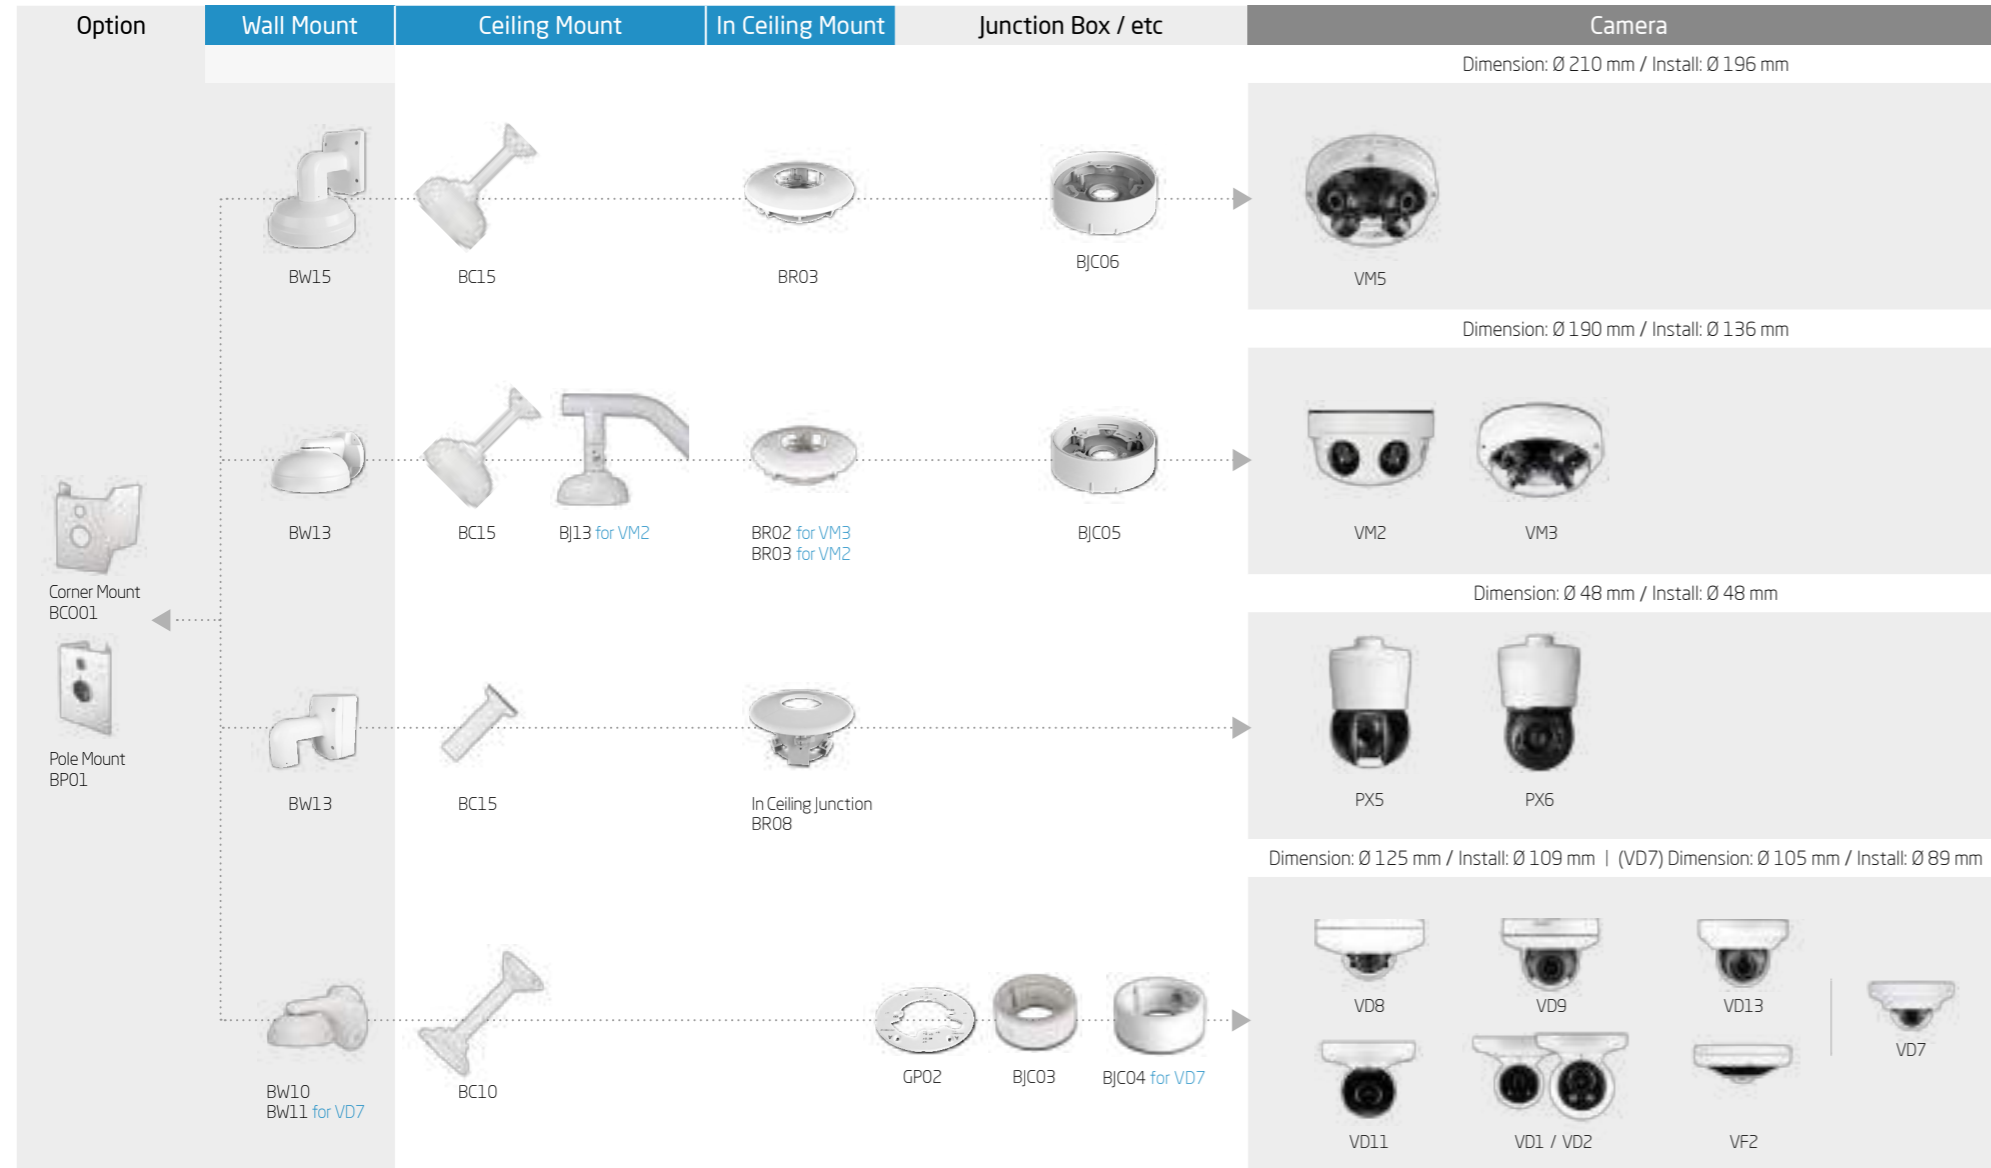 Option
Wall Mount
Ceiling Mount
In Ceiling Mount
Junction Box / etc
Camera
Dimension: Ø 210 mm / Install: Ø 196 mm
BW15
BC15
BR03
BJC06
VM5
Dimension: Ø 190 mm / Install: Ø 136 mm
BW13
BC15
BJ13 for VM2
BR02 for VM3
BR03 for VM2
BJC05
VM2
VM3
Corner Mount
BCO01
Pole Mount
BP01
Dimension: Ø 48 mm / Install: Ø 48 mm
BW13
BC15
In Ceiling Junction
BR08
PX5
PX6
Dimension: Ø 125 mm / Install: Ø 109 mm | (VD7) Dimension: Ø 105 mm / Install: Ø 89 mm
BW10
BW11 for VD7
BC10
GP02
BJC03
BJC04 for VD7
VD8
VD9
VD13
VD7
VD11
VD1 / VD2
VF2